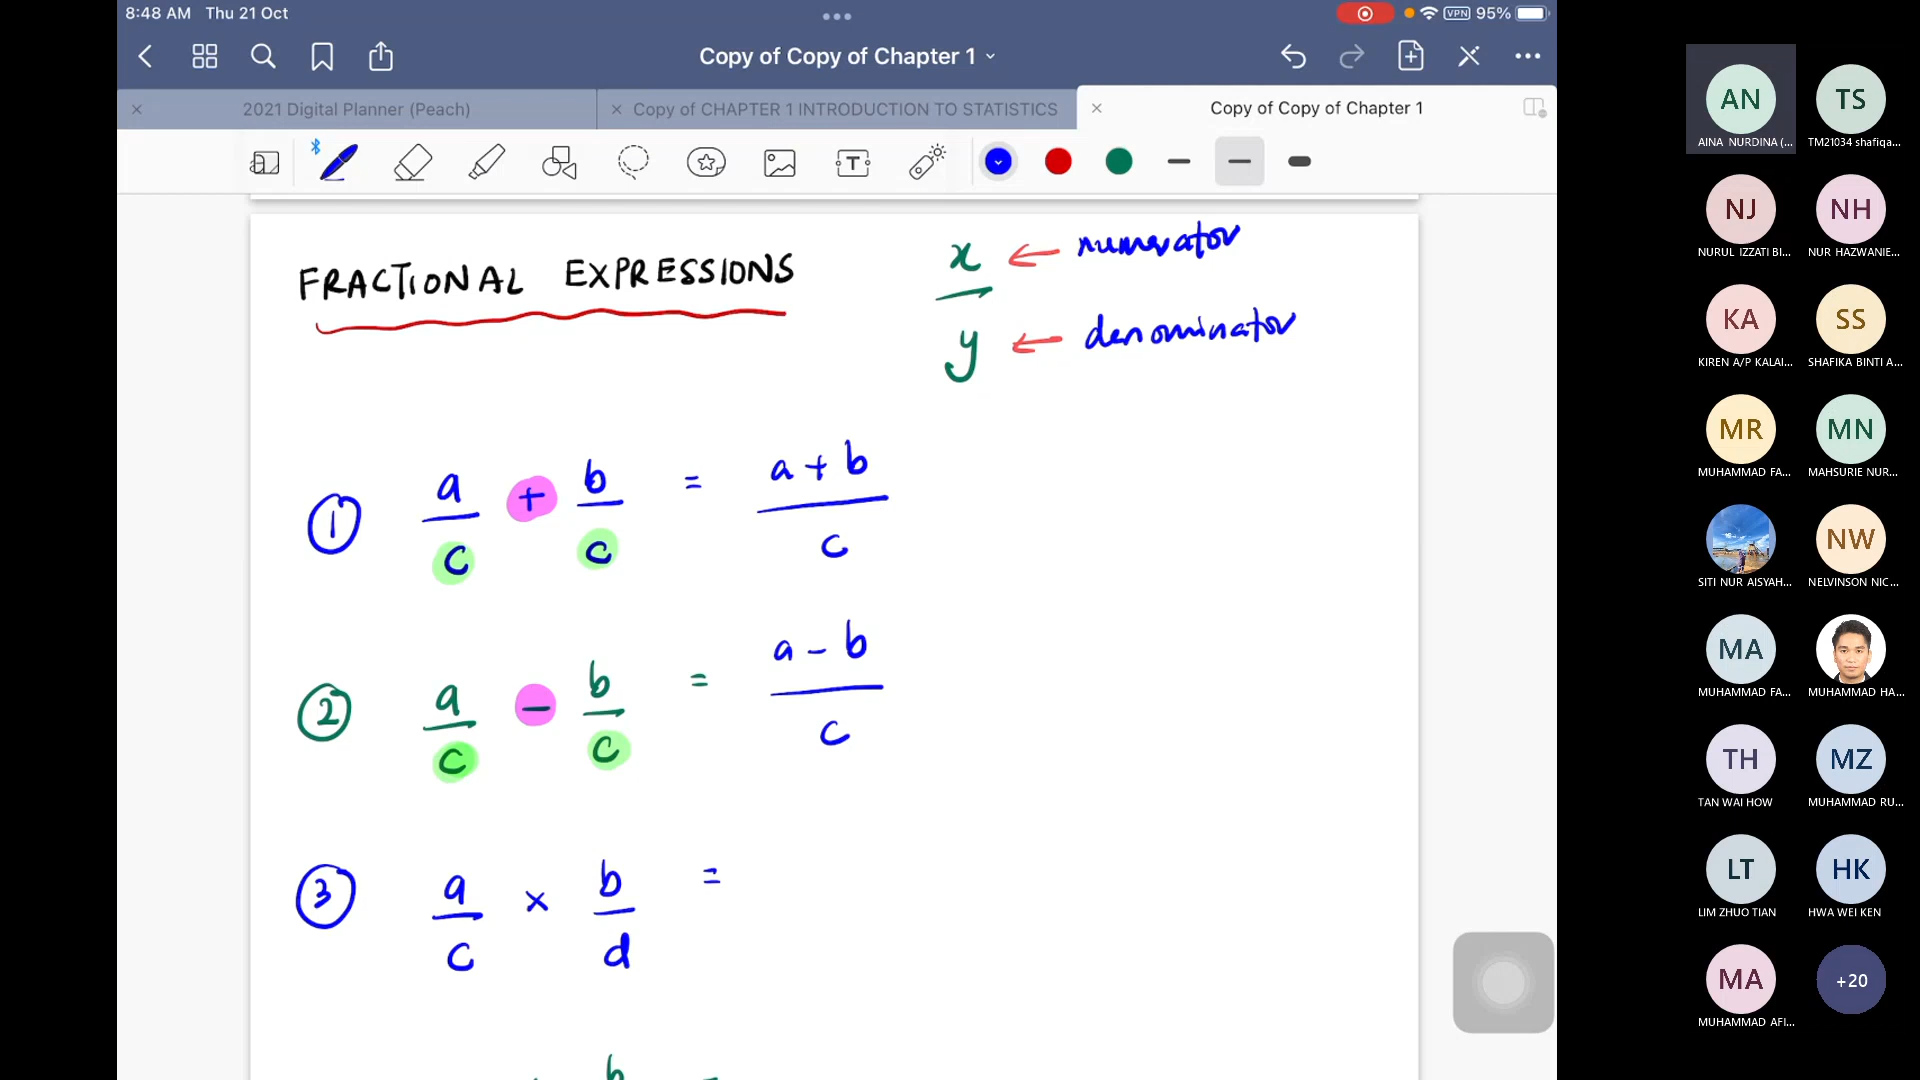 8:48 AM Thu 21 Oct
VPN 95%
Copy of Copy of Chapter 1
2021 Digital Planner (Peach)
Copy of CHAPTER 1 INTRODUCTION TO STATISTICS
Copy of Copy of Chapter 1
FRACTIONAL EXPRESSIONS
x ← numerator
y ← denominator
① a/c + b/c = a + b/c
② a/c - b/c = a - b/c
③ a/c × b/d =
b =
AN TS
AINA NURDINA (... TM21034 shafiqa...
NJ NH
NURUL IZZATI BI... NUR HAZWANIE...
KA SS
KIREN A/P KALAI... SHAFIKA BINTI A...
MR MN
MUHAMMAD FA... MAHSURIE NUR...
NW
SITI NUR AISYAH... NELVINSON NIC...
MA
MUHAMMAD FA... MUHAMMAD HA...
TH MZ
TAN WAI HOW MUHAMMAD RU...
LT HK
LIM ZHUO TIAN HWA WEI KEN
MA +20
MUHAMMAD AFI...